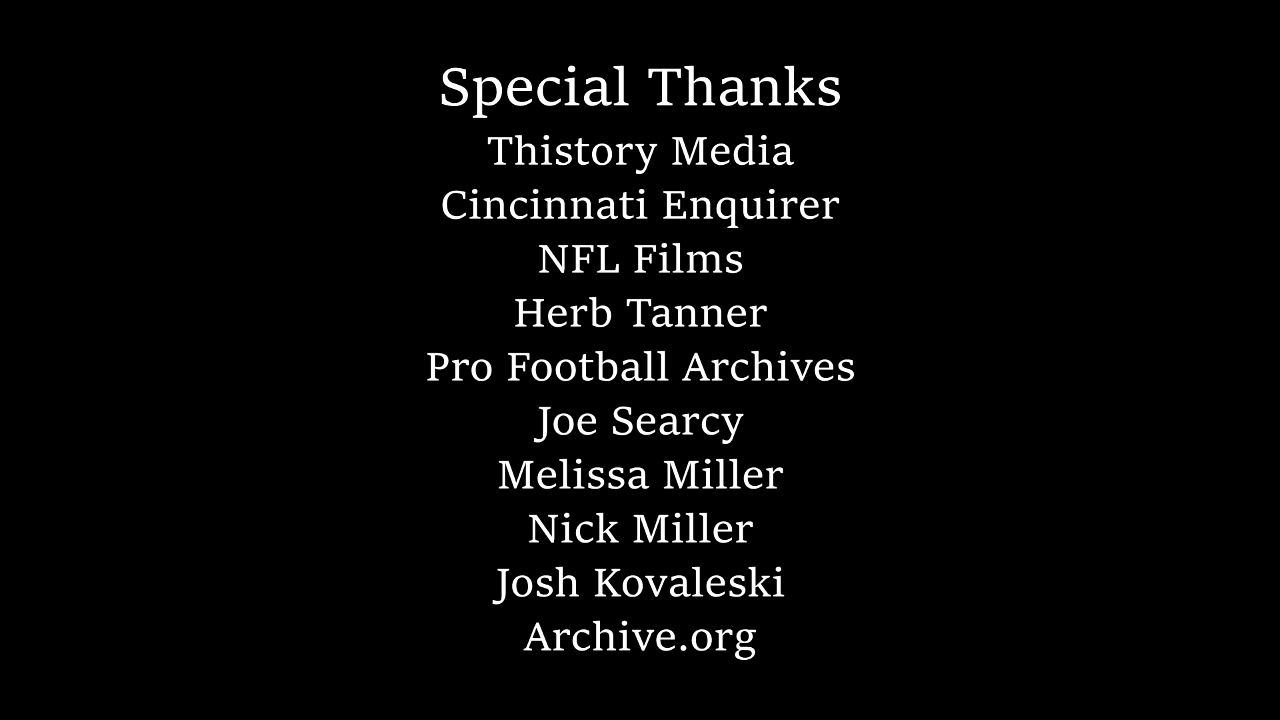 Special Thanks
Thistory Media
Cincinnati Enquirer
NFL Films
Herb Tanner
Pro Football Archives
Joe Searcy
Melissa Miller
Nick Miller
Josh Kovaleski
Archive.org